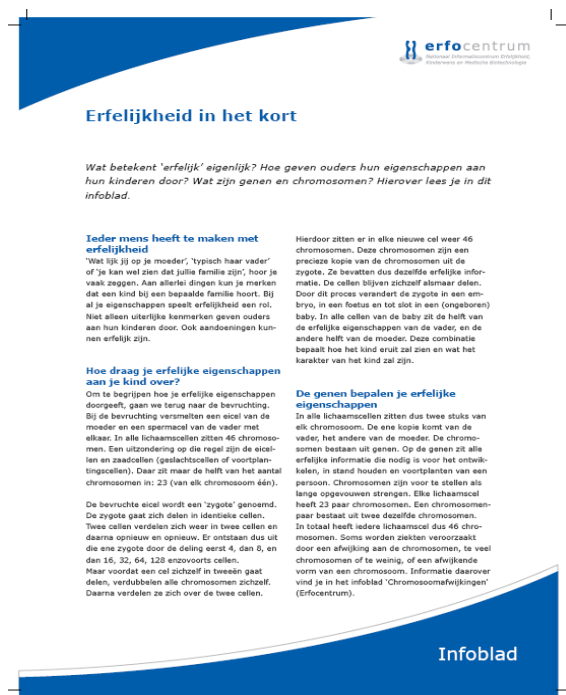 erfocentrum
Nationaal Informatiecentrum Erfelijkheid,
Kinderwens en Medische Biotechnologie
Erfelijkheid in het kort
Wat betekent ‘erfelijk’ eigenlijk? Hoe geven ouders hun eigenschappen aan
hun kinderen door? Wat zijn genen en chromosomen? Hierover lees je in dit
infoblad.
Ieder mens heeft te maken met
erfelijkheid
‘Wat lijk jij op je moeder’, ‘typisch haar vader’
of ‘je kan wel zien dat jullie familie zijn’, hoor je
vaak zeggen. Aan allerlei dingen kun je merken
dat een kind bij een bepaalde familie hoort. Bij
al je eigenschappen speelt erfelijkheid een rol.
Niet alleen uiterlijke kenmerken geven ouders
aan hun kinderen door. Ook aandoeningen kun-
nen erfelijk zijn.
Hoe draag je erfelijke eigenschappen
aan je kind over?
Om te begrijpen hoe je erfelijke eigenschappen
doorgeeft, gaan we terug naar de bevruchting.
Bij de bevruchting versmelten een eicel van de
moeder en een spermacel van de vader met
elkaar. In alle lichaamscellen zitten 46 chromoso-
men. Een uitzondering op die regel zijn de eicel-
len en zaadcellen (geslachtscellen of voortplan-
tingscellen). Daar zit maar de helft van het aantal
chromosomen in: 23 (van elk chromosoom één).
De bevruchte eicel wordt een ‘zygote’ genoemd.
De zygote gaat zich delen in identieke cellen.
Twee cellen verdelen zich weer in twee cellen en
daarna opnieuw en opnieuw. Er ontstaan dus uit
die ene zygote door de deling eerst 4, dan 8, en
dan 16, 32, 64, 128 enzovoorts cellen.
Maar voordat een cel zichzelf in tweeën gaat
delen, verdubbelen alle chromosomen zichzelf.
Daarna verdelen ze zich over de twee cellen.
Hierdoor zitten er in elke nieuwe cel weer 46
chromosomen. Deze chromosomen zijn een
precieze kopie van de chromosomen uit de
zygote. Ze bevatten dus dezelfde erfelijke infor-
matie. De cellen blijven zichzelf alsmaar delen.
Door dit proces verandert de zygote in een em-
bryo, in een foetus en tot slot in een (ongeboren)
baby. In alle cellen van de baby zit de helft van
de erfelijke eigenschappen van de vader, en de
andere helft van de moeder. Deze combinatie
bepaalt hoe het kind eruit zal zien en wat het
karakter van het kind zal zijn.
De genen bepalen je erfelijke
eigenschappen
In alle lichaamscellen zitten dus twee stuks van
elk chromosoom. De ene kopie komt van de
vader, het andere van de moeder. De chromo-
somen bestaan uit genen. Op de genen zit alle
erfelijke informatie die nodig is voor het ontwik-
kelen, in stand houden en voortplanten van een
persoon. Chromosomen zijn voor te stellen als
lange opgevouwen strengen. Elke lichaamscel
heeft 23 paar chromosomen. Een chromosomen-
paar bestaat uit twee dezelfde chromosomen.
In totaal heeft iedere lichaamscel dus 46 chro-
mosomen. Soms worden ziekten veroorzaakt
door een afwijking aan de chromosomen, te veel
chromosomen of te weinig, of een afwijkende
vorm van een chromosoom. Informatie daarover
vind je in het infoblad ‘Chromosoomafwijkingen’
(Erfocentrum).
Infoblad